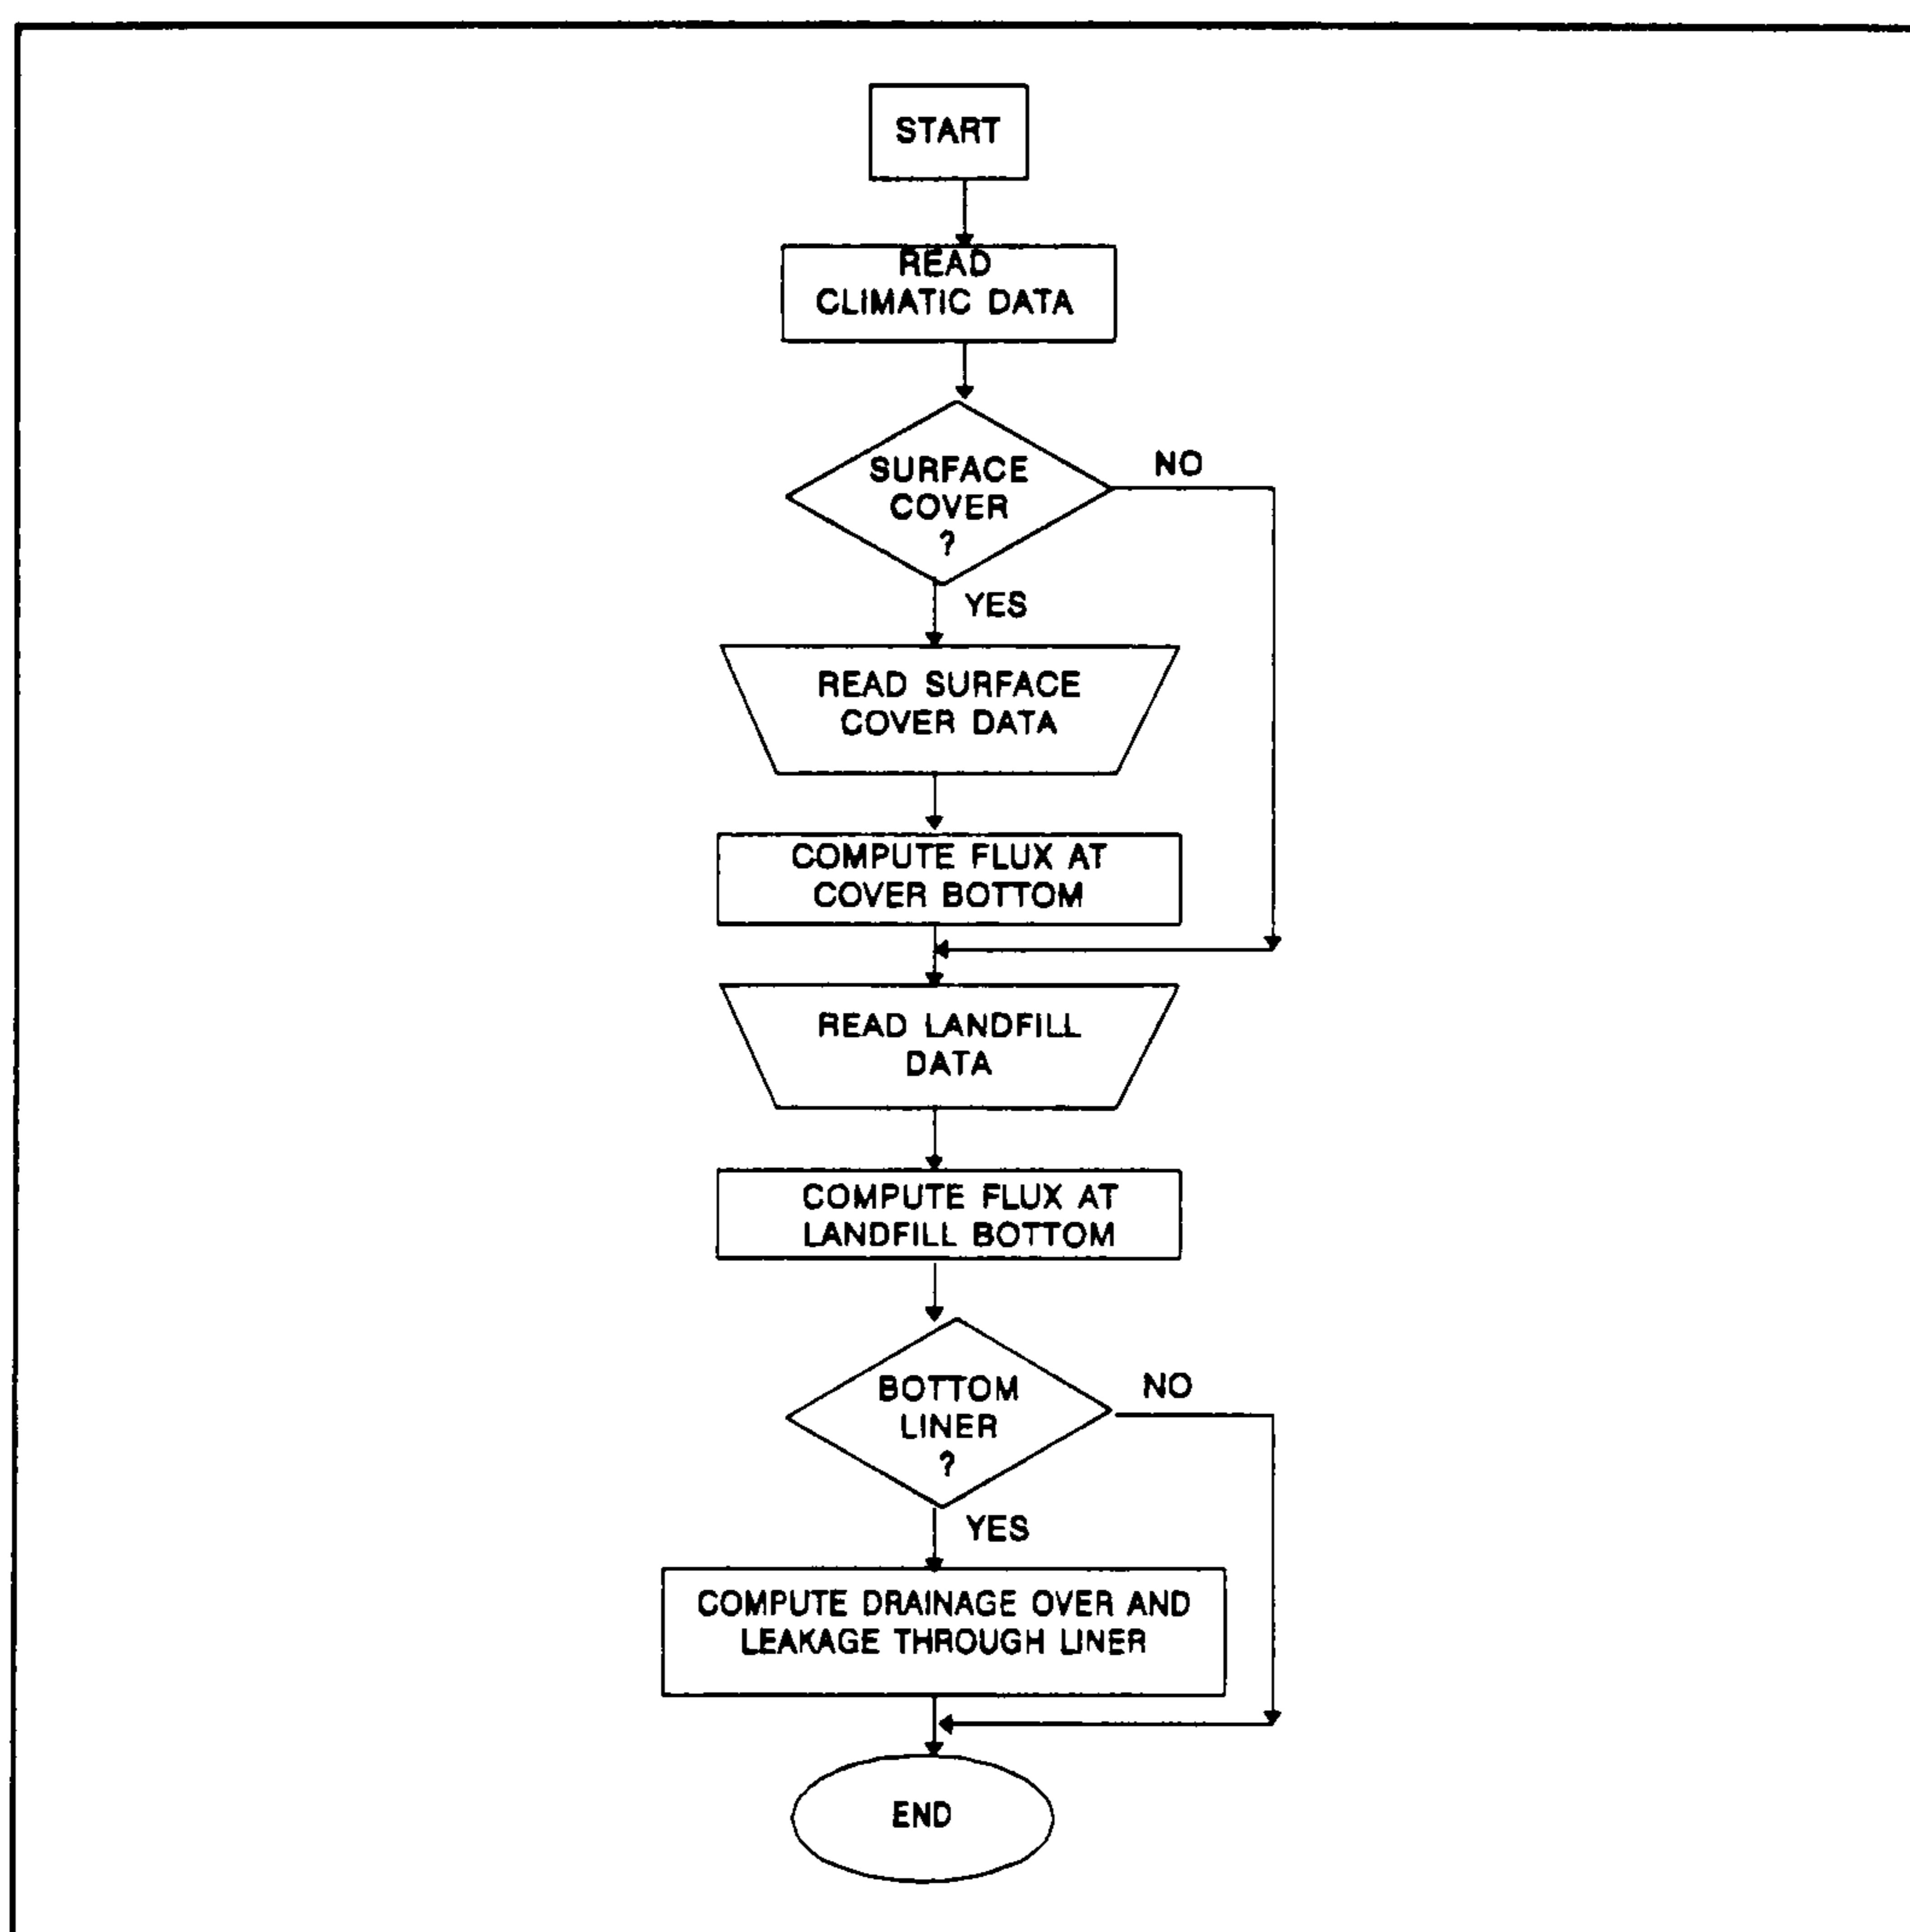 START
READ
CLIMATIC DATA
SURFACE
COVER
?
NO
YES
READ SURFACE
COVER DATA
COMPUTE FLUX AT
COVER BOTTOM
READ LANDFILL
DATA
COMPUTE FLUX AT
LANDFILL BOTTOM
BOTTOM
LINER
?
NO
YES
COMPUTE DRAINAGE OVER AND
LEAKAGE THROUGH LINER
END